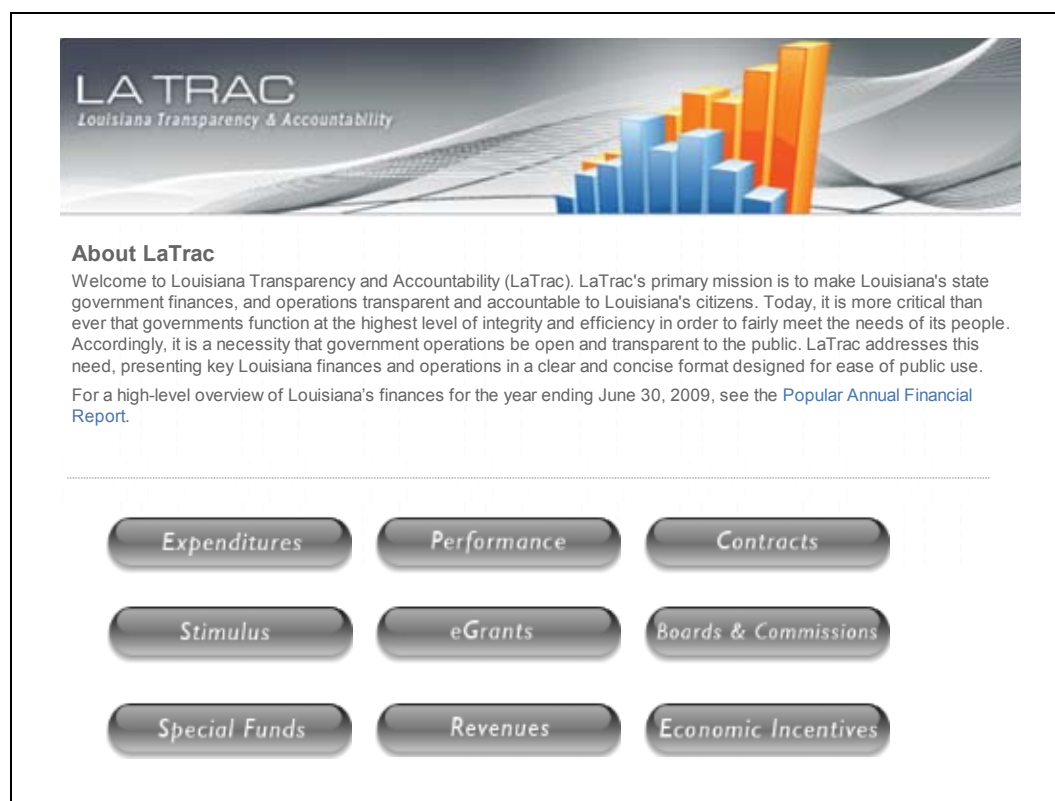 LA TRAC
Louisiana Transparency & Accountability
About LaTrac
Welcome to Louisiana Transparency and Accountability (LaTrac). LaTrac's primary mission is to make Louisiana's state
government finances, and operations transparent and accountable to Louisiana's citizens. Today, it is more critical than
ever that governments function at the highest level of integrity and efficiency in order to fairly meet the needs of its people.
Accordingly, it is a necessity that government operations be open and transparent to the public. LaTrac addresses this
need, presenting key Louisiana finances and operations in a clear and concise format designed for ease of public use.
For a high-level overview of Louisiana’s finances for the year ending June 30, 2009, see the Popular Annual Financial
Report.
Expenditures Performance Contracts
Stimulus eGrants Boards & Commissions
Special Funds Revenues Economic Incentives